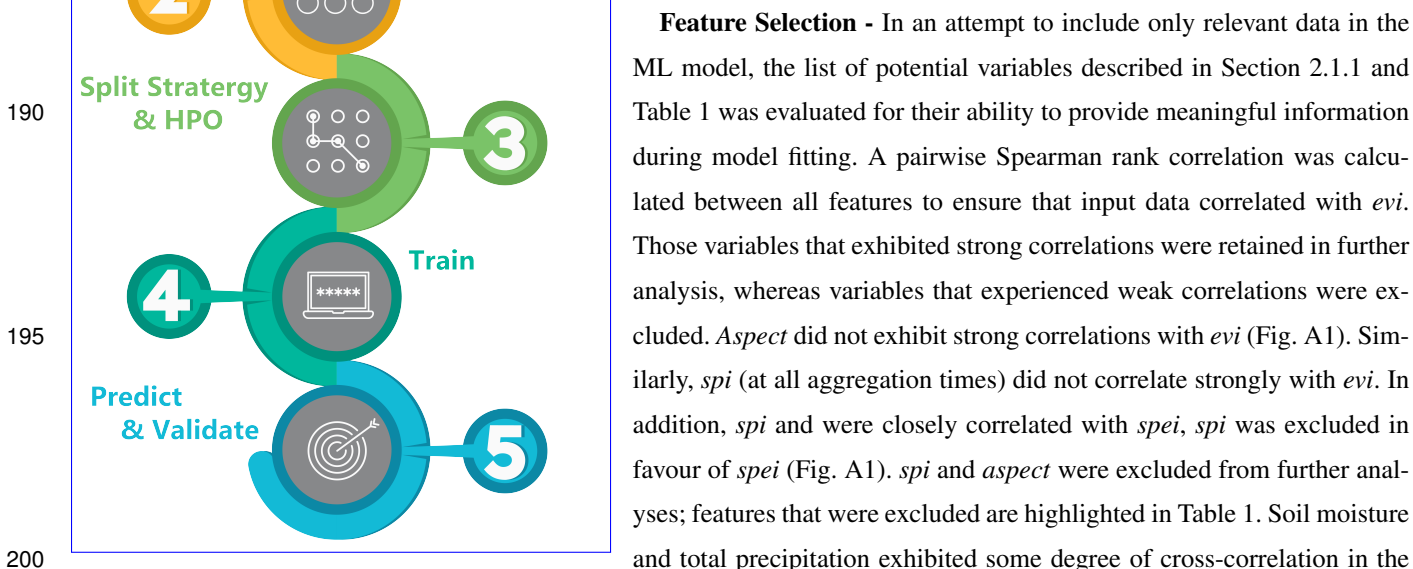 2
Split Stratergy
& HPO
3
4
*****
Train
Predict
& Validate
5
190
195
200
Feature Selection - In an attempt to include only relevant data in the
ML model, the list of potential variables described in Section 2.1.1 and
Table 1 was evaluated for their ability to provide meaningful information
during model fitting. A pairwise Spearman rank correlation was calcu-
lated between all features to ensure that input data correlated with evi.
Those variables that exhibited strong correlations were retained in further
analysis, whereas variables that experienced weak correlations were ex-
cluded. Aspect did not exhibit strong correlations with evi (Fig. A1). Sim-
ilarly, spi (at all aggregation times) did not correlate strongly with evi. In
addition, spi and were closely correlated with spei, spi was excluded in
favour of spei (Fig. A1). spi and aspect were excluded from further anal-
yses; features that were excluded are highlighted in Table 1. Soil moisture
and total precipitation exhibited some degree of cross-correlation in the